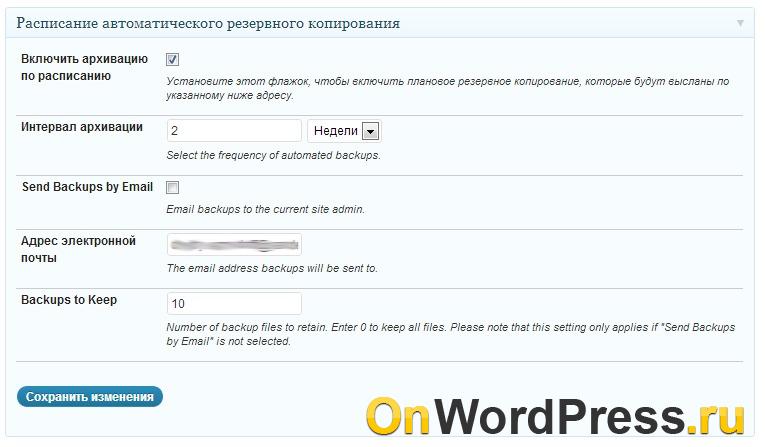 Расписание автоматического резервного копирования
Включить архивацию
по расписанию
Установите этот флажок, чтобы включить плановое резервное копирование, которые будут высланы по
указанному ниже адресу.
Интервал архивации
2
Недели
Select the frequency of automated backups.
Send Backups by Email
Email backups to the current site admin.
Адрес электронной
почты
The email address backups will be sent to.
Backups to Keep
10
Number of backup files to retain. Enter 0 to keep all files. Please note that this setting only applies if "Send Backups
by Email" is not selected.
Сохранить изменения
OnWordPress.ru